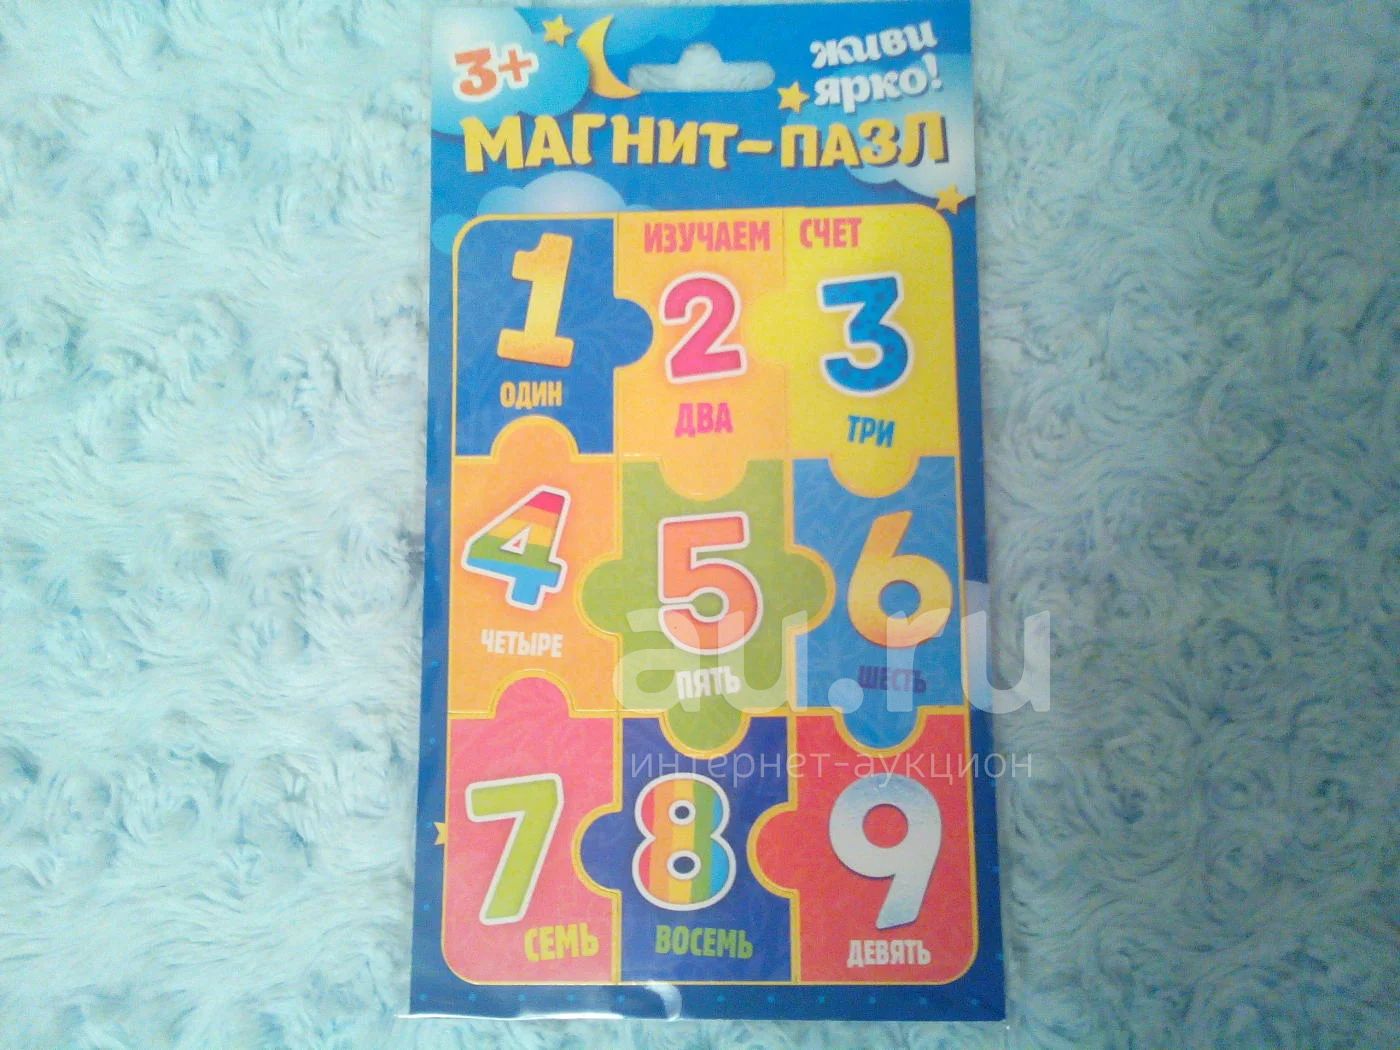 3+
живи
ярко!
МАГНИТ-ПАЗЛ
ИЗУЧАЕМ СЧЕТ
1 2 3
ОДИН ДВА ТРИ
4 5 6
ЧЕТЫРЕ ПЯТЬ ШЕСТЬ
au.ru
интернет-аукцион
7 8 9
СЕМЬ ВОСЕМЬ ДЕВЯТЬ